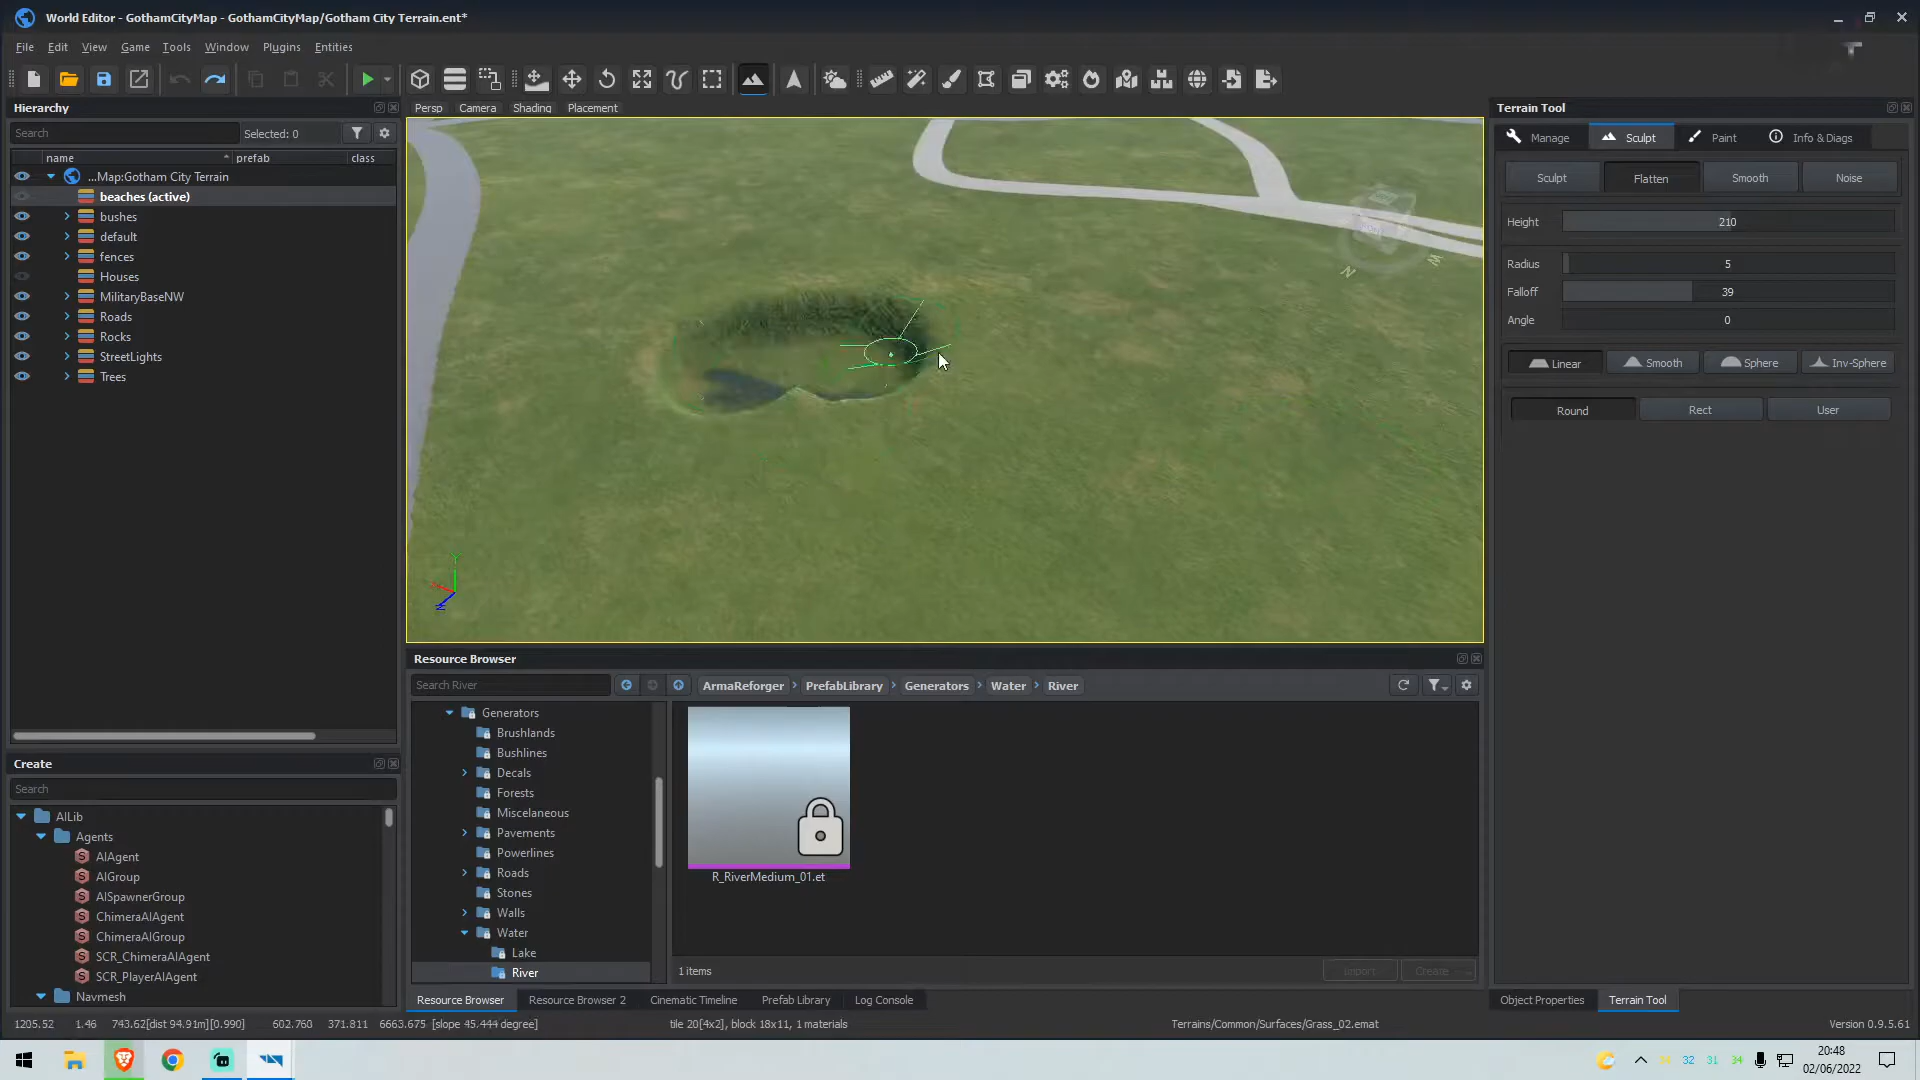 World Editor - GothamCityMap - GothamCityMap/Gotham City Terrain.ent*
File Edit View Game Tools Window Plugins Entities
Hierarchy
Search Selected: 0
name prefab class
...Map:Gotham City Terrain
beaches (active)
bushes
default
fences
Houses
MilitaryBaseNW
Roads
Rocks
StreetLights
Trees
Create
Search
AILib
Agents
AIAgent
AIGroup
AISpawnerGroup
ChimeraAIAgent
ChimeraAIGroup
SCR_ChimeraAIAgent
SCR_PlayerAIAgent
Navmesh
Persp Camera Shading Placement
N
Y
Resource Browser
Search River
ArmaReforger PrefabLibrary Generators Water River
Generators
Brushlands
Bushlines
Decals
Forests
Miscellaneous
Pavements
Powerlines
Roads
Stones
Walls
Water
Lake
River
R_RiverMedium_01.et
1 items
Import Create
Resource Browser Resource Browser 2 Cinematic Timeline Prefab Library Log Console
Terrain Tool
Manage Sculpt Paint Info & Diags
Sculpt Flatten Smooth Noise
Height 210
Radius 5
Falloff 39
Angle 0
Linear Smooth Sphere Inv-Sphere
Round Rect User
Object Properties Terrain Tool
1205.52 1.46 743.62[dist 94.91m][0.990] 602.760 371.811 6663.675 [slope 45.444 degree] tile 20[4x2], block 18x11, 1 materials Terrains/Common/Surfaces/Grass_02.emat Version 0.9.5.61
32 31 34
20:48
02/06/2022